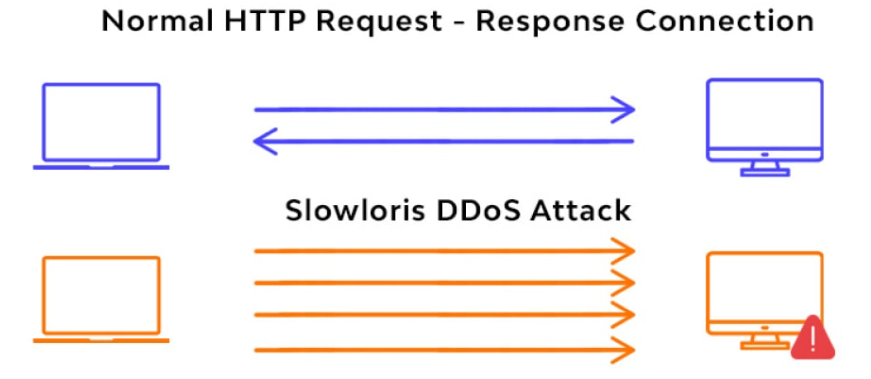 Normal HTTP Request - Response Connection
Slowloris DDoS Attack
!